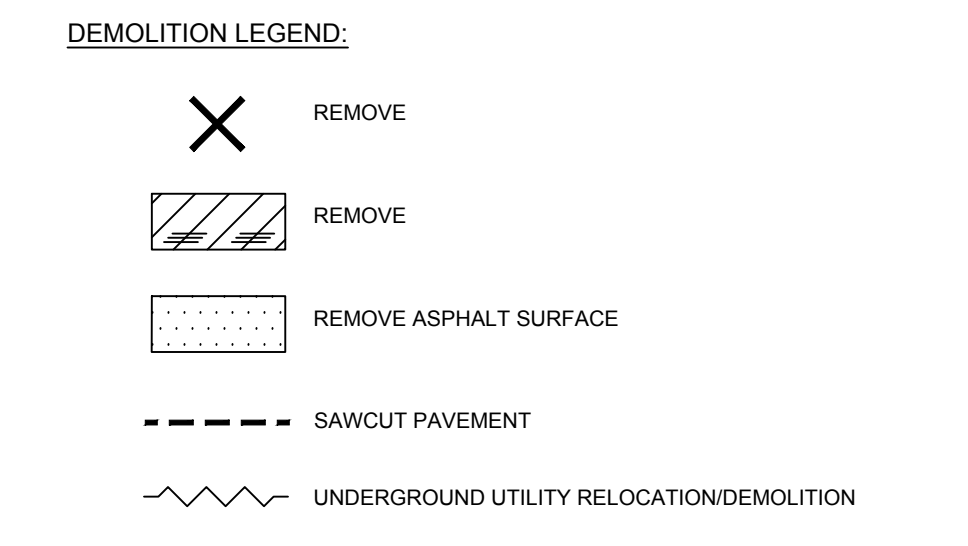 DEMOLITION LEGEND:
REMOVE
REMOVE
REMOVE ASPHALT SURFACE
SAWCUT PAVEMENT
UNDERGROUND UTILITY RELOCATION/DEMOLITION